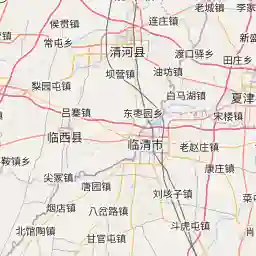 连庄镇
老城镇
李家
侯贯镇
常屯乡
清河县
渡口驿乡
田庄乡
坝营镇
油坊镇
梨园屯镇
白马湖镇
夏津
吕寨镇
东枣园乡
宋楼镇
临西县
临清市
老赵庄镇
鞍镇
乡
康庄镇
尖冢镇
唐园镇
刘垓子镇
烟店镇
八岔路镇
菜
北馆陶镇
甘官屯镇
斗虎屯镇